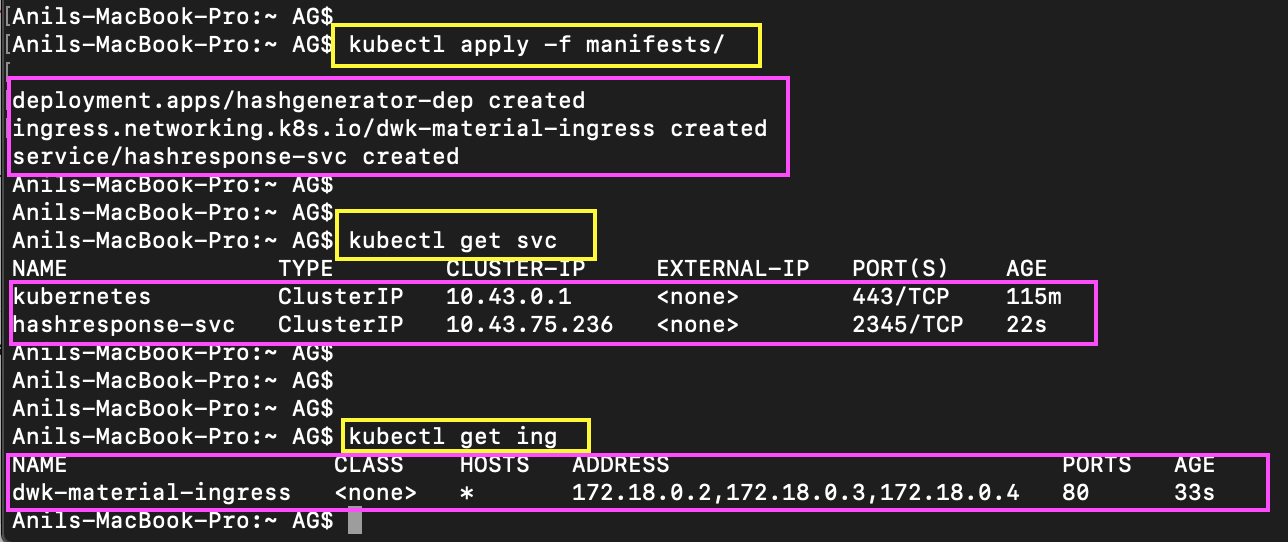 Anils-MacBook-Pro:~ AG$
Anils-MacBook-Pro:~ AG$ kubectl apply -f manifests/
deployment.apps/hashgenerator-dep created
ingress.networking.k8s.io/dwk-material-ingress created
service/hashresponse-svc created
Anils-MacBook-Pro:~ AG$
Anils-MacBook-Pro:~ AG$
Anils-MacBook-Pro:~ AG$ kubectl get svc
NAME TYPE CLUSTER-IP EXTERNAL-IP PORT(S) AGE
kubernetes ClusterIP 10.43.0.1 <none> 443/TCP 115m
hashresponse-svc ClusterIP 10.43.75.236 <none> 2345/TCP 22s
Anils-MacBook-Pro:~ AG$
Anils-MacBook-Pro:~ AG$
Anils-MacBook-Pro:~ AG$
Anils-MacBook-Pro:~ AG$ kubectl get ing
NAME CLASS HOSTS ADDRESS PORTS AGE
dwk-material-ingress <none> * 172.18.0.2,172.18.0.3,172.18.0.4 80 33s
Anils-MacBook-Pro:~ AG$